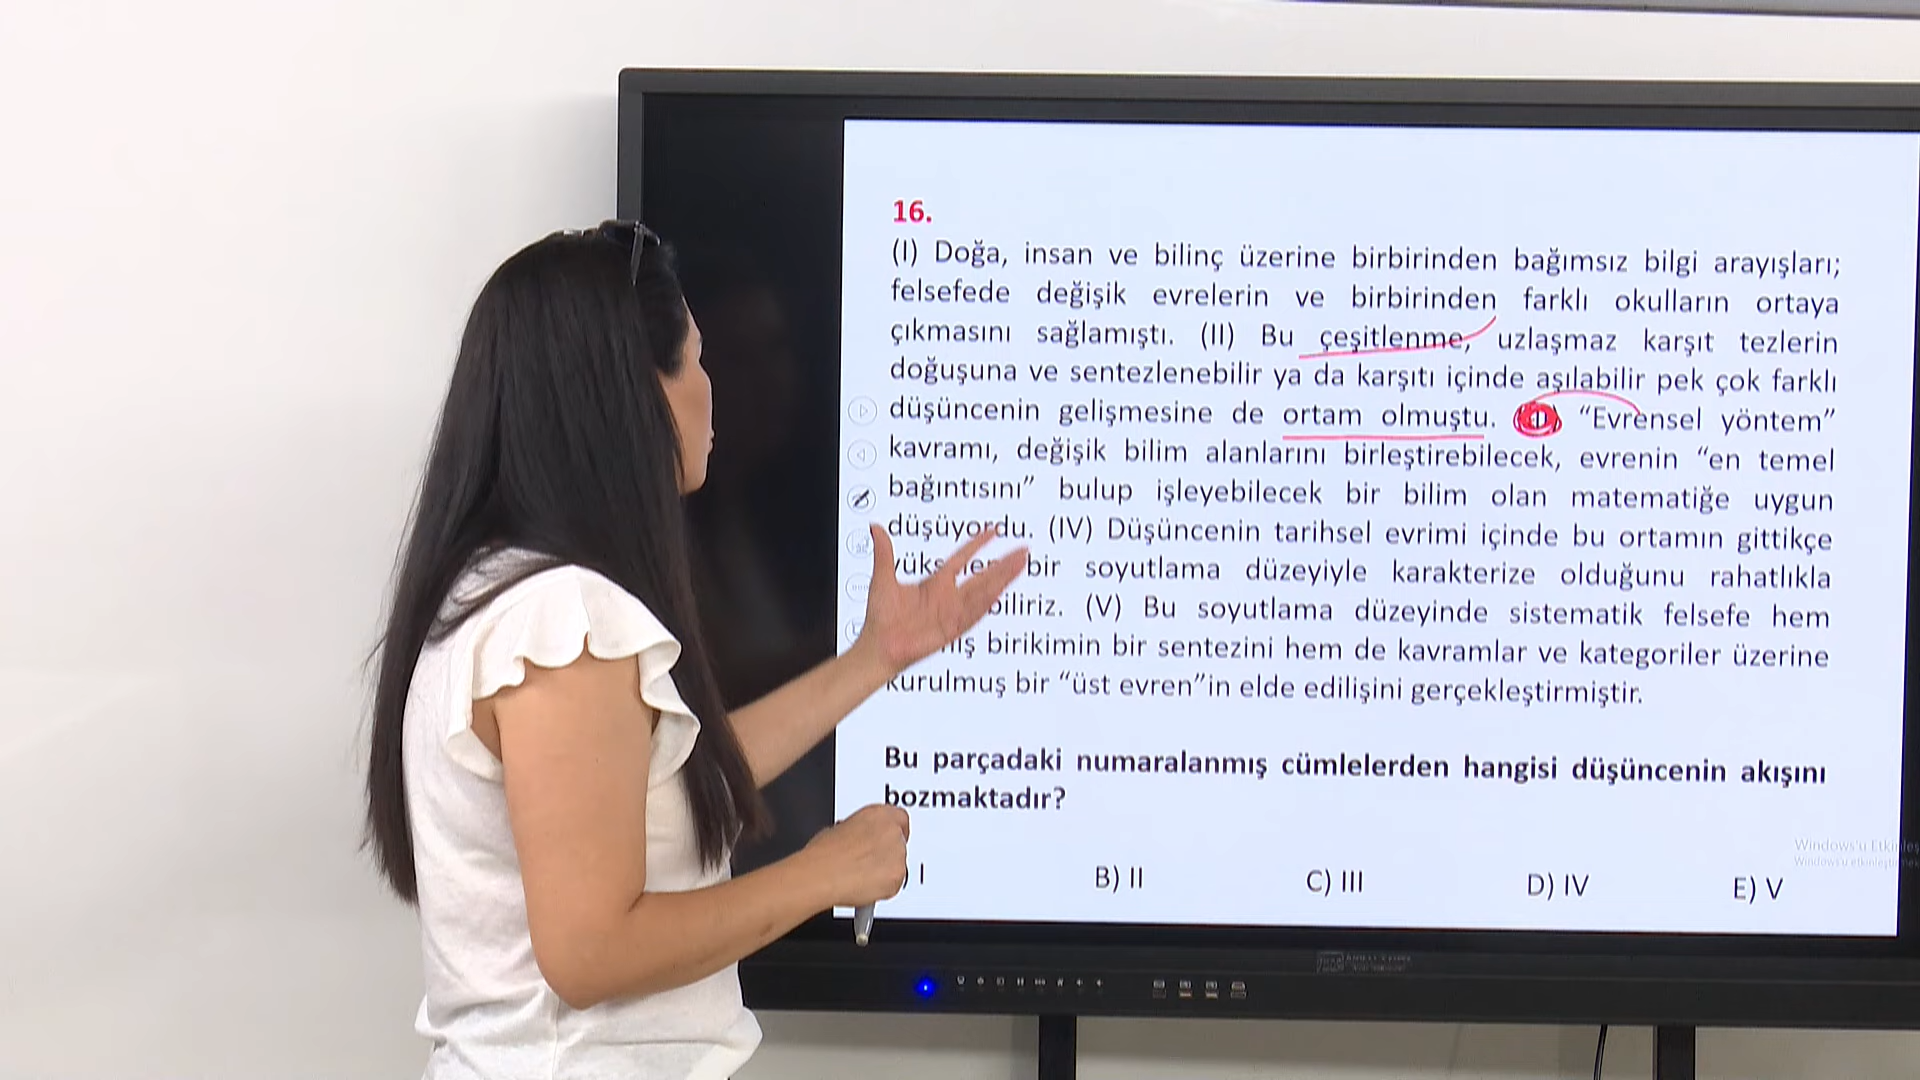 16.
(I) Doğa, insan ve bilinç üzerine birbirinden bağımsız bilgi arayışları;
felsefede değişik evrelerin ve birbirinden farklı okulların ortaya
çıkmasını sağlamıştı. (II) Bu çeşitlenme, uzlaşmaz karşıt tezlerin
doğuşuna ve sentezlenebilir ya da karşıtı içinde aşılabilir pek çok farklı
düşüncenin gelişmesine de ortam olmuştu. “Evrensel yöntem”
kavramı, değişik bilim alanlarını birleştirebilecek, evrenin “en temel
bağıntısını” bulup işleyebilecek bir bilim olan matematiğe uygun
düşüyordu. (IV) Düşüncenin tarihsel evrimi içinde bu ortamın gittikçe
bir soyutlama düzeyiyle karakterize olduğunu rahatlıkla
(V) Bu soyutlama düzeyinde sistematik felsefe hem
birikimin bir sentezini hem de kavramlar ve kategoriler üzerine
kurulmuş bir “üst evren”in elde edilişini gerçekleştirmiştir.
Bu parçadaki numaralanmış cümlelerden hangisi düşüncenin akışını
bozmaktadır?
) I B) II C) III D) IV E) V
Windows'u Etkinleş